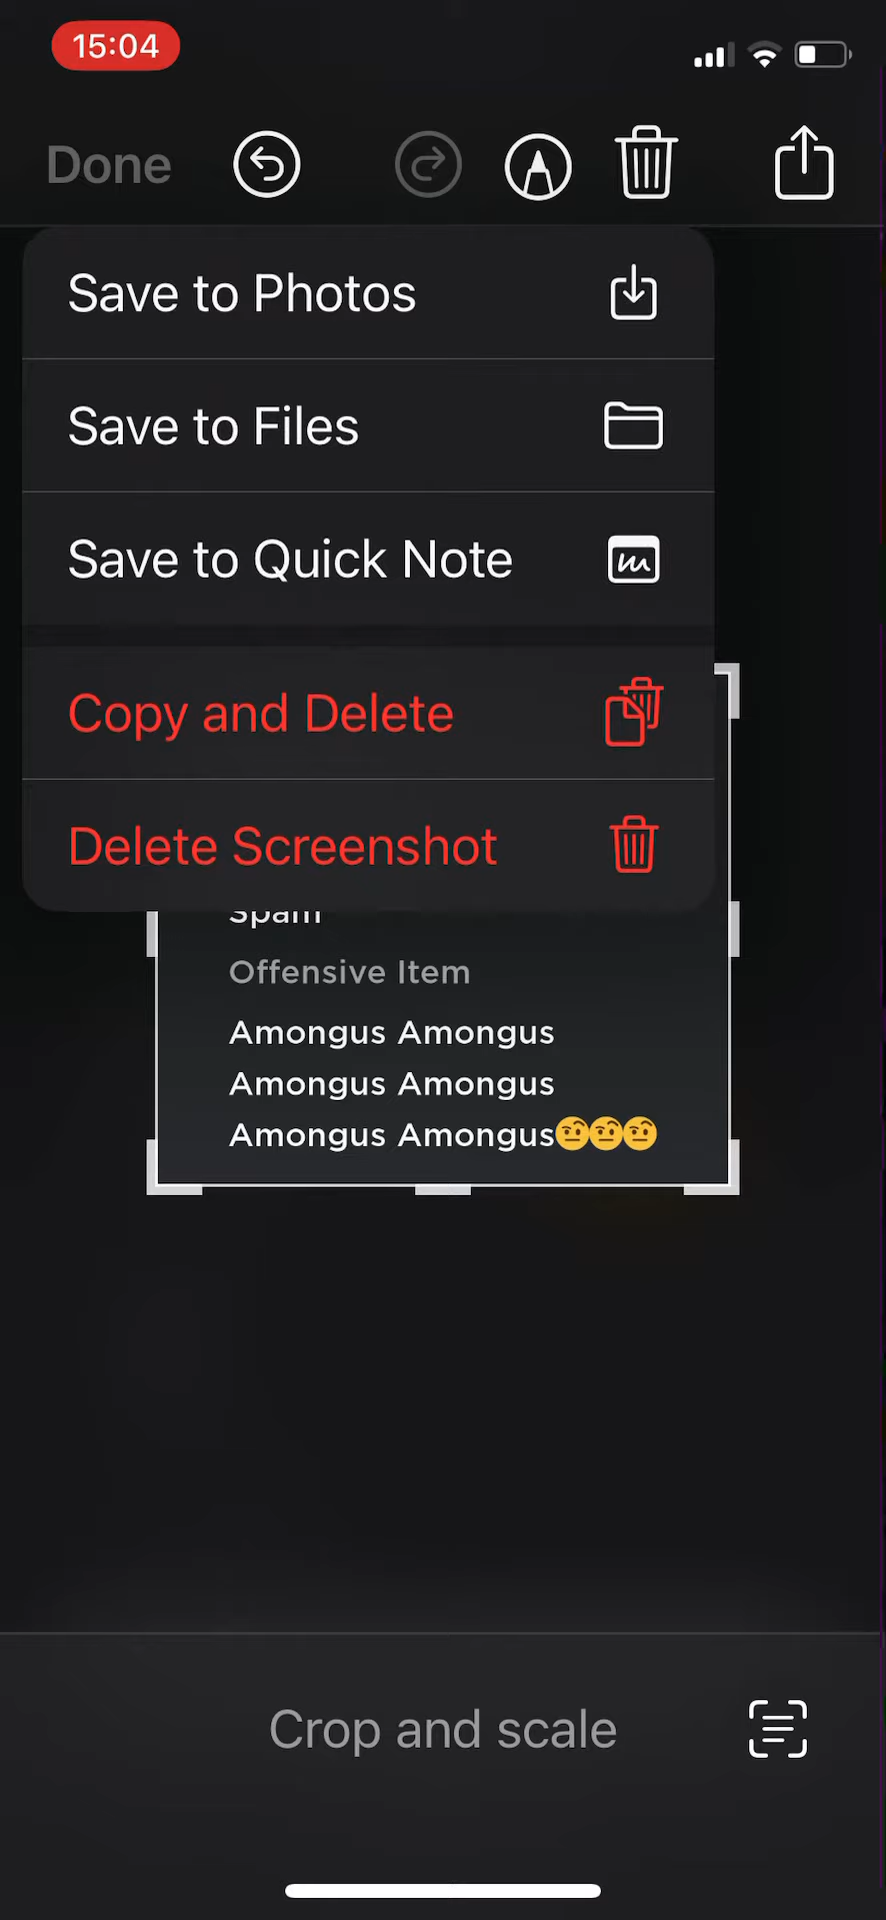 15:04
Done
Save to Photos
Save to Files
Save to Quick Note
Copy and Delete
Delete Screenshot
Spam
Offensive Item
Amongus Amongus
Amongus Amongus
Amongus Amongus🤨🤨🤨
Crop and scale